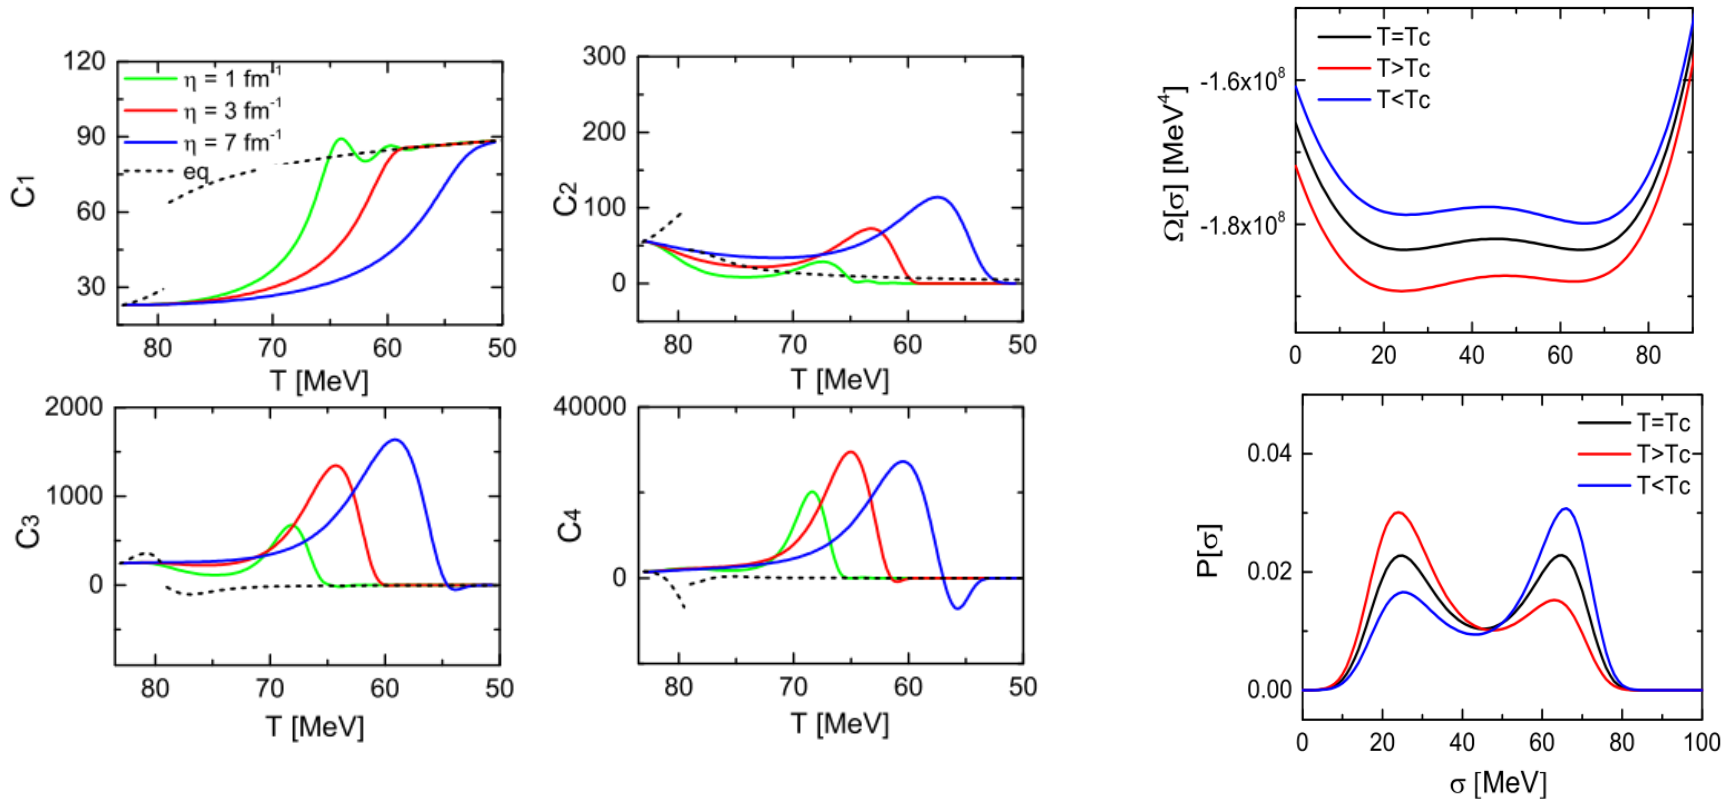 120
90
60
30
C1
η = 1 fm-1
η = 3 fm-1
η = 7 fm-1
eq
80 70 60 50
T [MeV]
300
200
100
0
C2
80 70 60 50
T [MeV]
-1.6x10⁸
-1.8x10⁸
Ω[σ] [MeV⁴]
T=Tc
T>Tc
T<Tc
0 20 40 60 80
2000
1000
0
C3
80 70 60 50
T [MeV]
40000
0
C4
80 70 60 50
T [MeV]
0.04
0.02
0.00
P[σ]
T=Tc
T>Tc
T<Tc
0 20 40 60 80 100
σ [MeV]